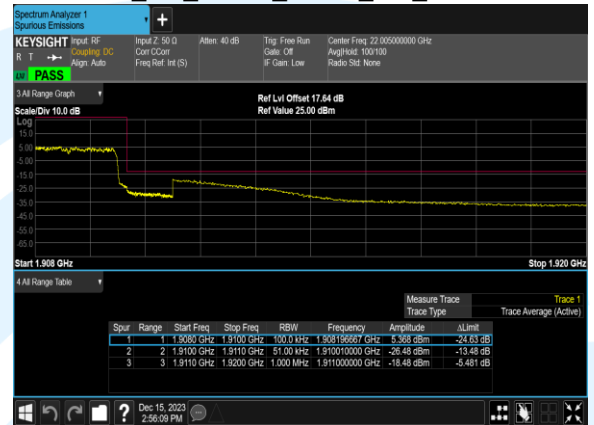 Spectrum Analyzer 1
Spurious Emissions
KEYSIGHT Input: RF Input Z: 50 Ω Atten: 40 dB Trig: Free Run Center Freq: 22.005000000 GHz
R T Coupling: DC Corr CCorr Gate: Off Avg|Hold: 100/100
Align: Auto Freq Ref: Int (S) IF Gain: Low Radio Std: None
PASS
3 All Range Graph
Ref Lvl Offset 17.64 dB
Scale/Div 10.0 dB Ref Value 25.00 dBm
Log
15.0
5.00
-5.00
-15.0
-25.0
-35.0
-45.0
-55.0
-65.0
Start 1.908 GHz Stop 1.920 GHz
4 All Range Table
Measure Trace Trace 1
Trace Type Trace Average (Active)
Spur Range Start Freq Stop Freq RBW Frequency Amplitude ΔLimit
1 1 1.9080 GHz 1.9100 GHz 100.0 kHz 1.908196667 GHz 5.368 dBm -24.63 dB
2 2 1.9100 GHz 1.9110 GHz 51.00 kHz 1.910010000 GHz -26.48 dBm -13.48 dB
3 3 1.9110 GHz 1.9200 GHz 1.000 MHz 1.911000000 GHz -18.48 dBm -5.481 dB
Dec 15, 2023
2:56:09 PM